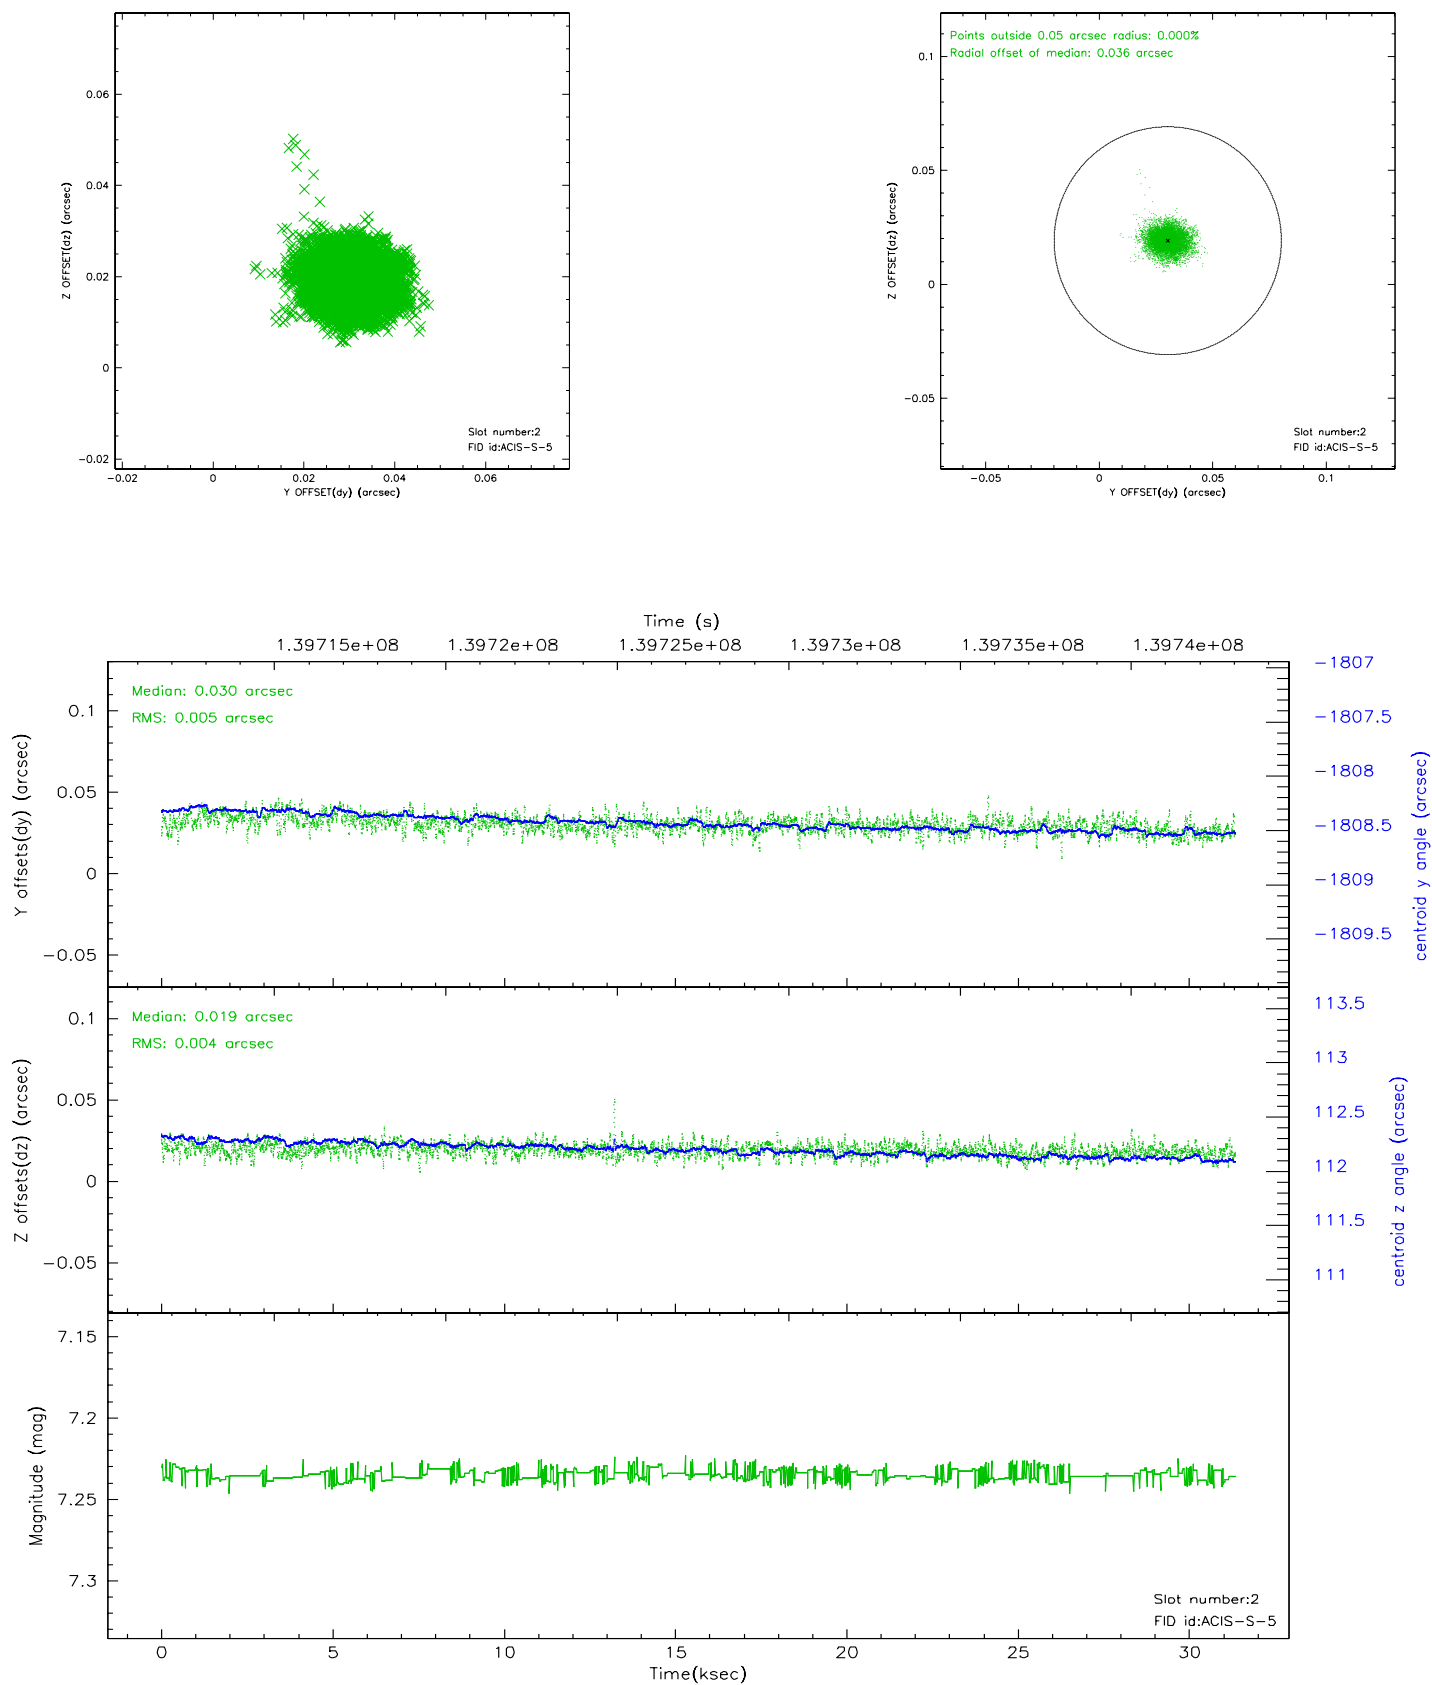 0.06
0.04
0.02
0
-0.02
Z OFFSET(dz) (arcsec)
Slot number:2
FID id:ACIS-S-5
-0.02 0 0.02 0.04 0.06
Y OFFSET(dy) (arcsec)
Points outside 0.05 arcsec radius: 0.000%
Radial offset of median: 0.036 arcsec
0.1
0.05
0
-0.05
Z OFFSET(dz) (arcsec)
Slot number:2
FID id:ACIS-S-5
-0.05 0 0.05 0.1
Y OFFSET(dy) (arcsec)
Time (s)
1.39715e+08 1.3972e+08 1.39725e+08 1.3973e+08 1.39735e+08 1.3974e+08
Median: 0.030 arcsec
RMS: 0.005 arcsec
0.1
0.05
0
-0.05
Y offsets(dy) (arcsec)
-1807
-1807.5
-1808
-1808.5
-1809
-1809.5
centroid y angle (arcsec)
Median: 0.019 arcsec
RMS: 0.004 arcsec
0.1
0.05
0
-0.05
Z offsets(dz) (arcsec)
113.5
113
112.5
112
111.5
111
centroid z angle (arcsec)
7.15
7.2
7.25
7.3
Magnitude (mag)
Slot number:2
FID id:ACIS-S-5
0 5 10 15 20 25 30
Time(ksec)